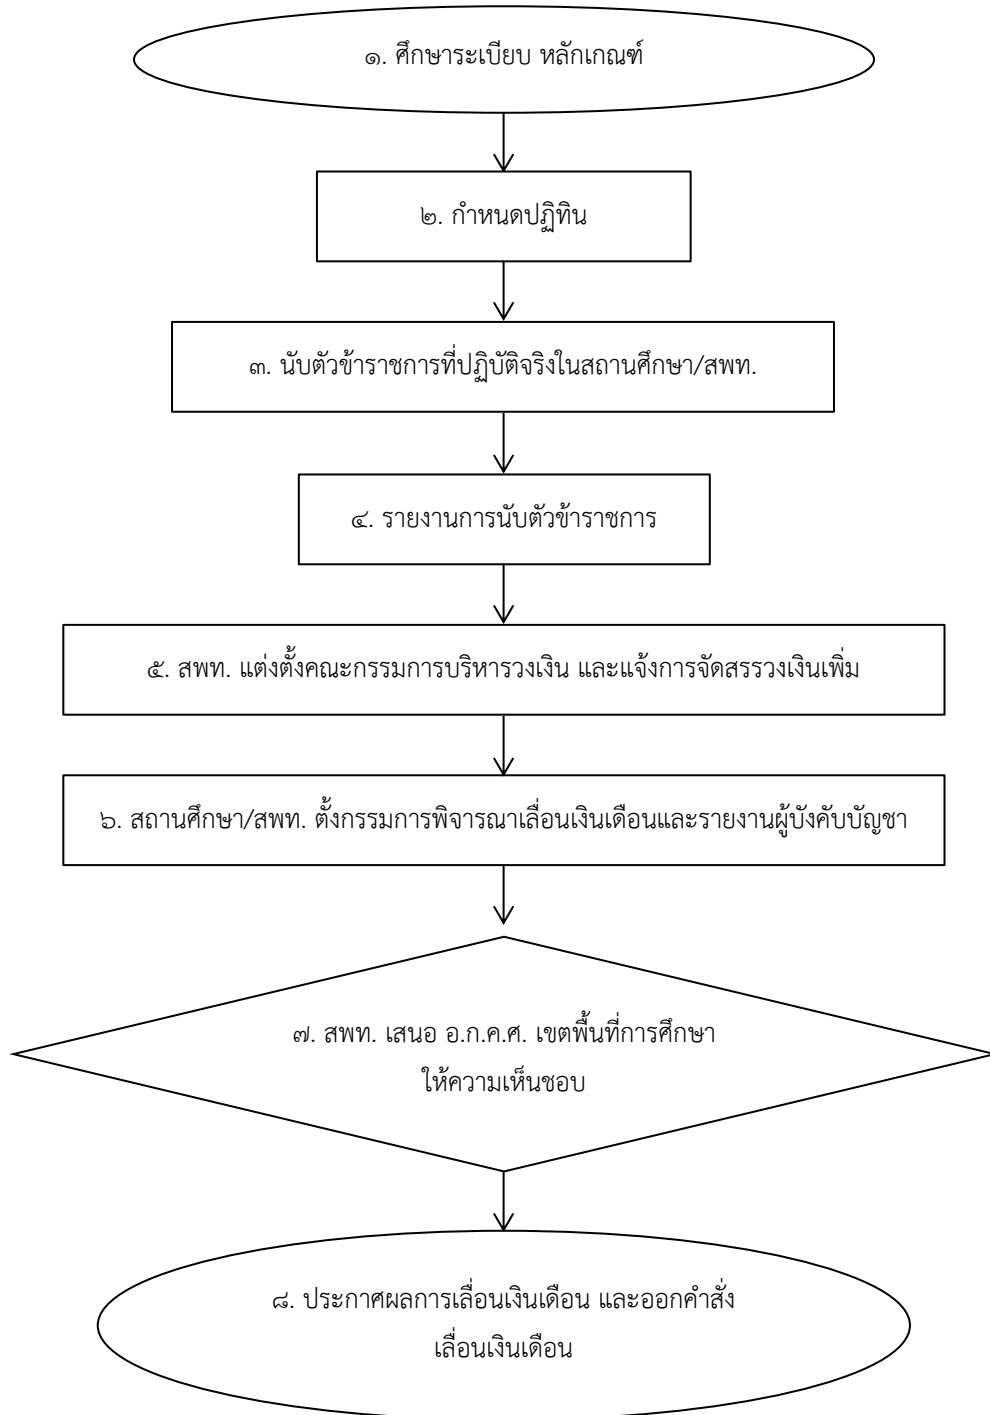 ๑. ศึกษาระเบียบ หลักเกณฑ์
๒. กำหนดปฏิทิน
๓. นับตัวข้าราชการที่ปฏิบัติจริงในสถานศึกษา/สพท.
๔. รายงานการนับตัวข้าราชการ
๕. สพท. แต่งตั้งคณะกรรมการบริหารวงเงิน และแจ้งการจัดสรรวงเงินเพิ่ม
๖. สถานศึกษา/สพท. ตั้งกรรมการพิจารณาเลื่อนเงินเดือนและรายงานผู้บังคับบัญชา
๗. สพท. เสนอ อ.ก.ค.ศ. เขตพื้นที่การศึกษา
ให้ความเห็นชอบ
๘. ประกาศผลการเลื่อนเงินเดือน และออกคำสั่ง
เลื่อนเงินเดือน